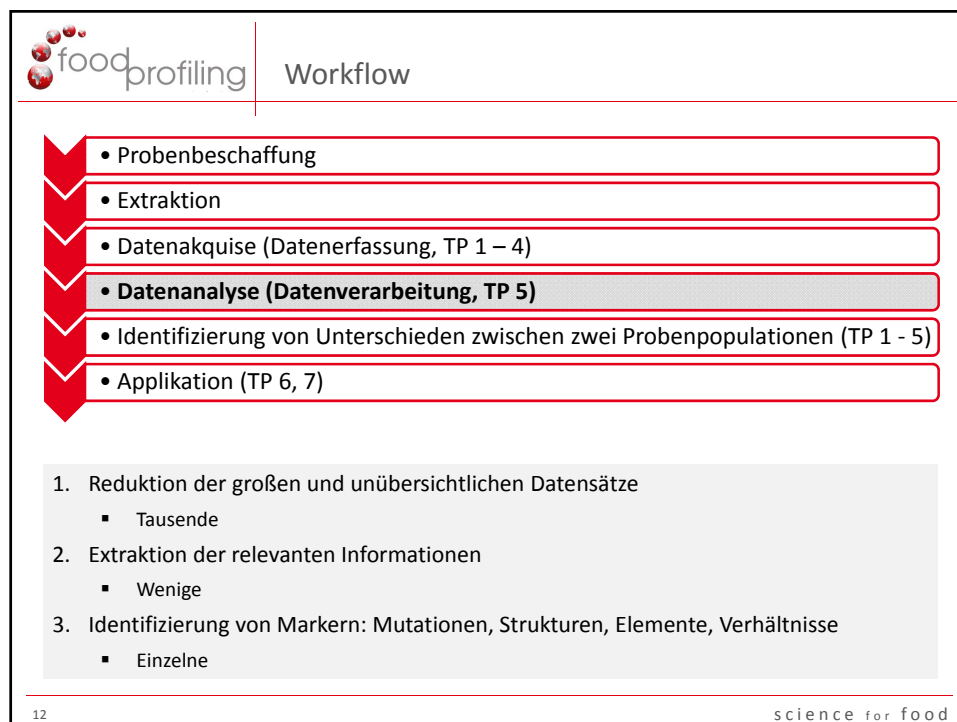 foodprofiling
Workflow
• Probenbeschaffung
• Extraktion
• Datenakquise (Datenerfassung, TP 1 – 4)
• Datenanalyse (Datenverarbeitung, TP 5)
• Identifizierung von Unterschieden zwischen zwei Probenpopulationen (TP 1 - 5)
• Applikation (TP 6, 7)
1. Reduktion der großen und unübersichtlichen Datensätze
▪ Tausende
2. Extraktion der relevanten Informationen
▪ Wenige
3. Identifizierung von Markern: Mutationen, Strukturen, Elemente, Verhältnisse
▪ Einzelne
12
science for food